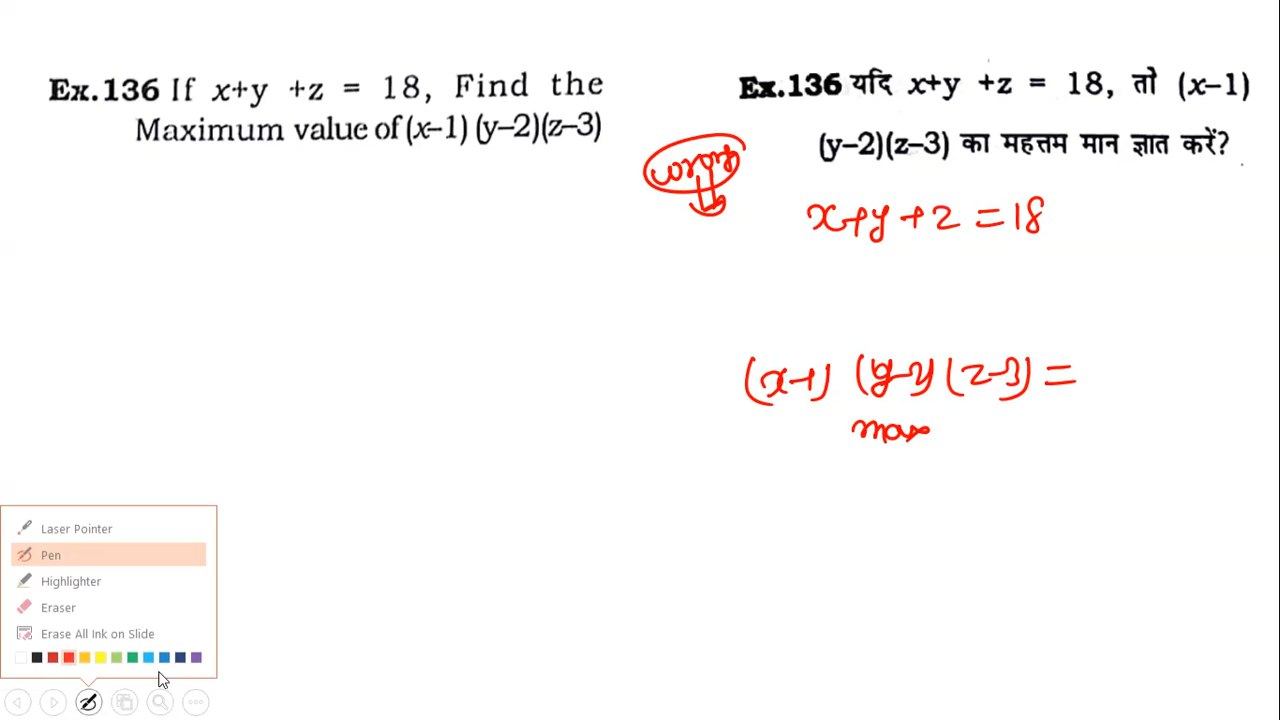 Ex.136 If x+y +z = 18, Find the
Maximum value of (x–1) (y–2)(z–3)
Ex.136 यदि x+y +z = 18, तो (x–1)
(y–2)(z–3) का महत्तम मान ज्ञात करें?
wrong
x+y+z=18
(x-1) (y-2) (z-3) =
max
Laser Pointer
Pen
Highlighter
Eraser
Erase All Ink on Slide